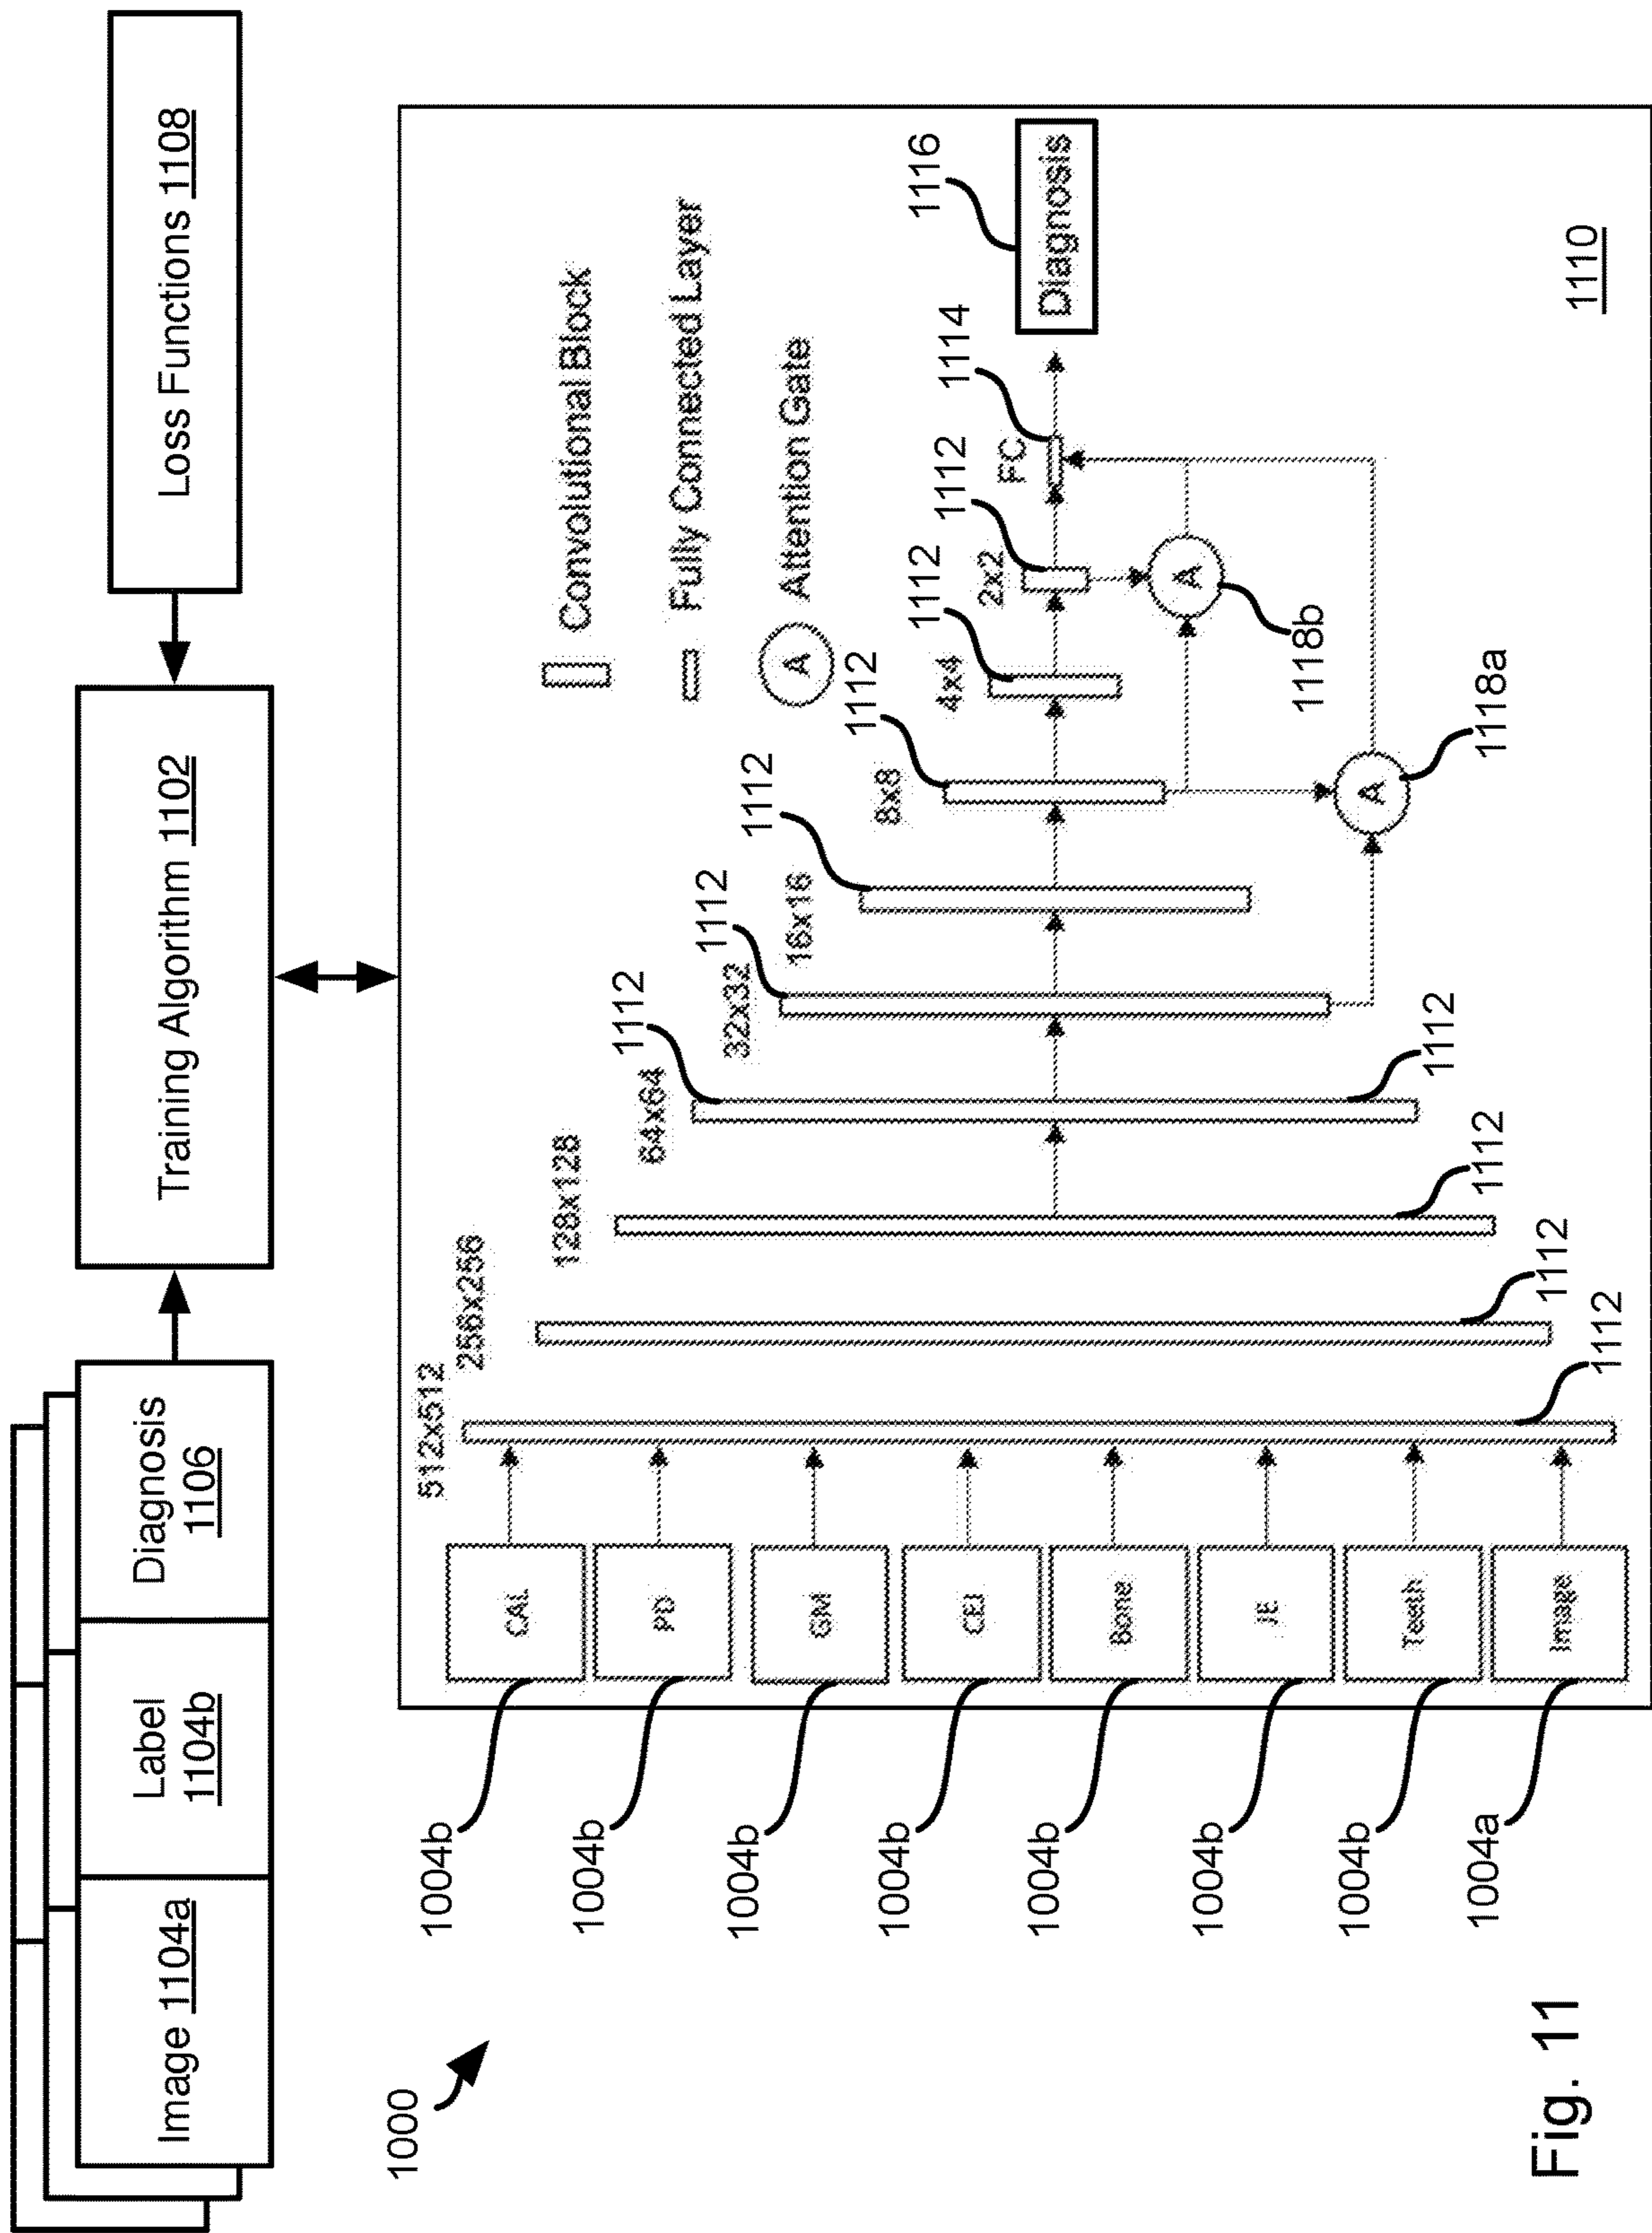 Image 1104a
Label
1104b
Diagnosis
1106
Training Algorithm 1102
Loss Functions 1108
1000
1004b
1004b
1004b
1004b
1004b
1004b
1004b
1004a
CAL
PD
GM
CEJ
Bone
JE
Teeth
Image
512x512
256x256
128x128
64x64
32x32
16x16
8x8
4x4
2x2
FC
1112
1112
1112
1112
1112
1112
1112
1112
1112
1112
1114
1116
Diagnosis
Convolutional Block
Fully Connected Layer
A
Attention Gate
A
1118a
A
1118b
1110
Fig. 11